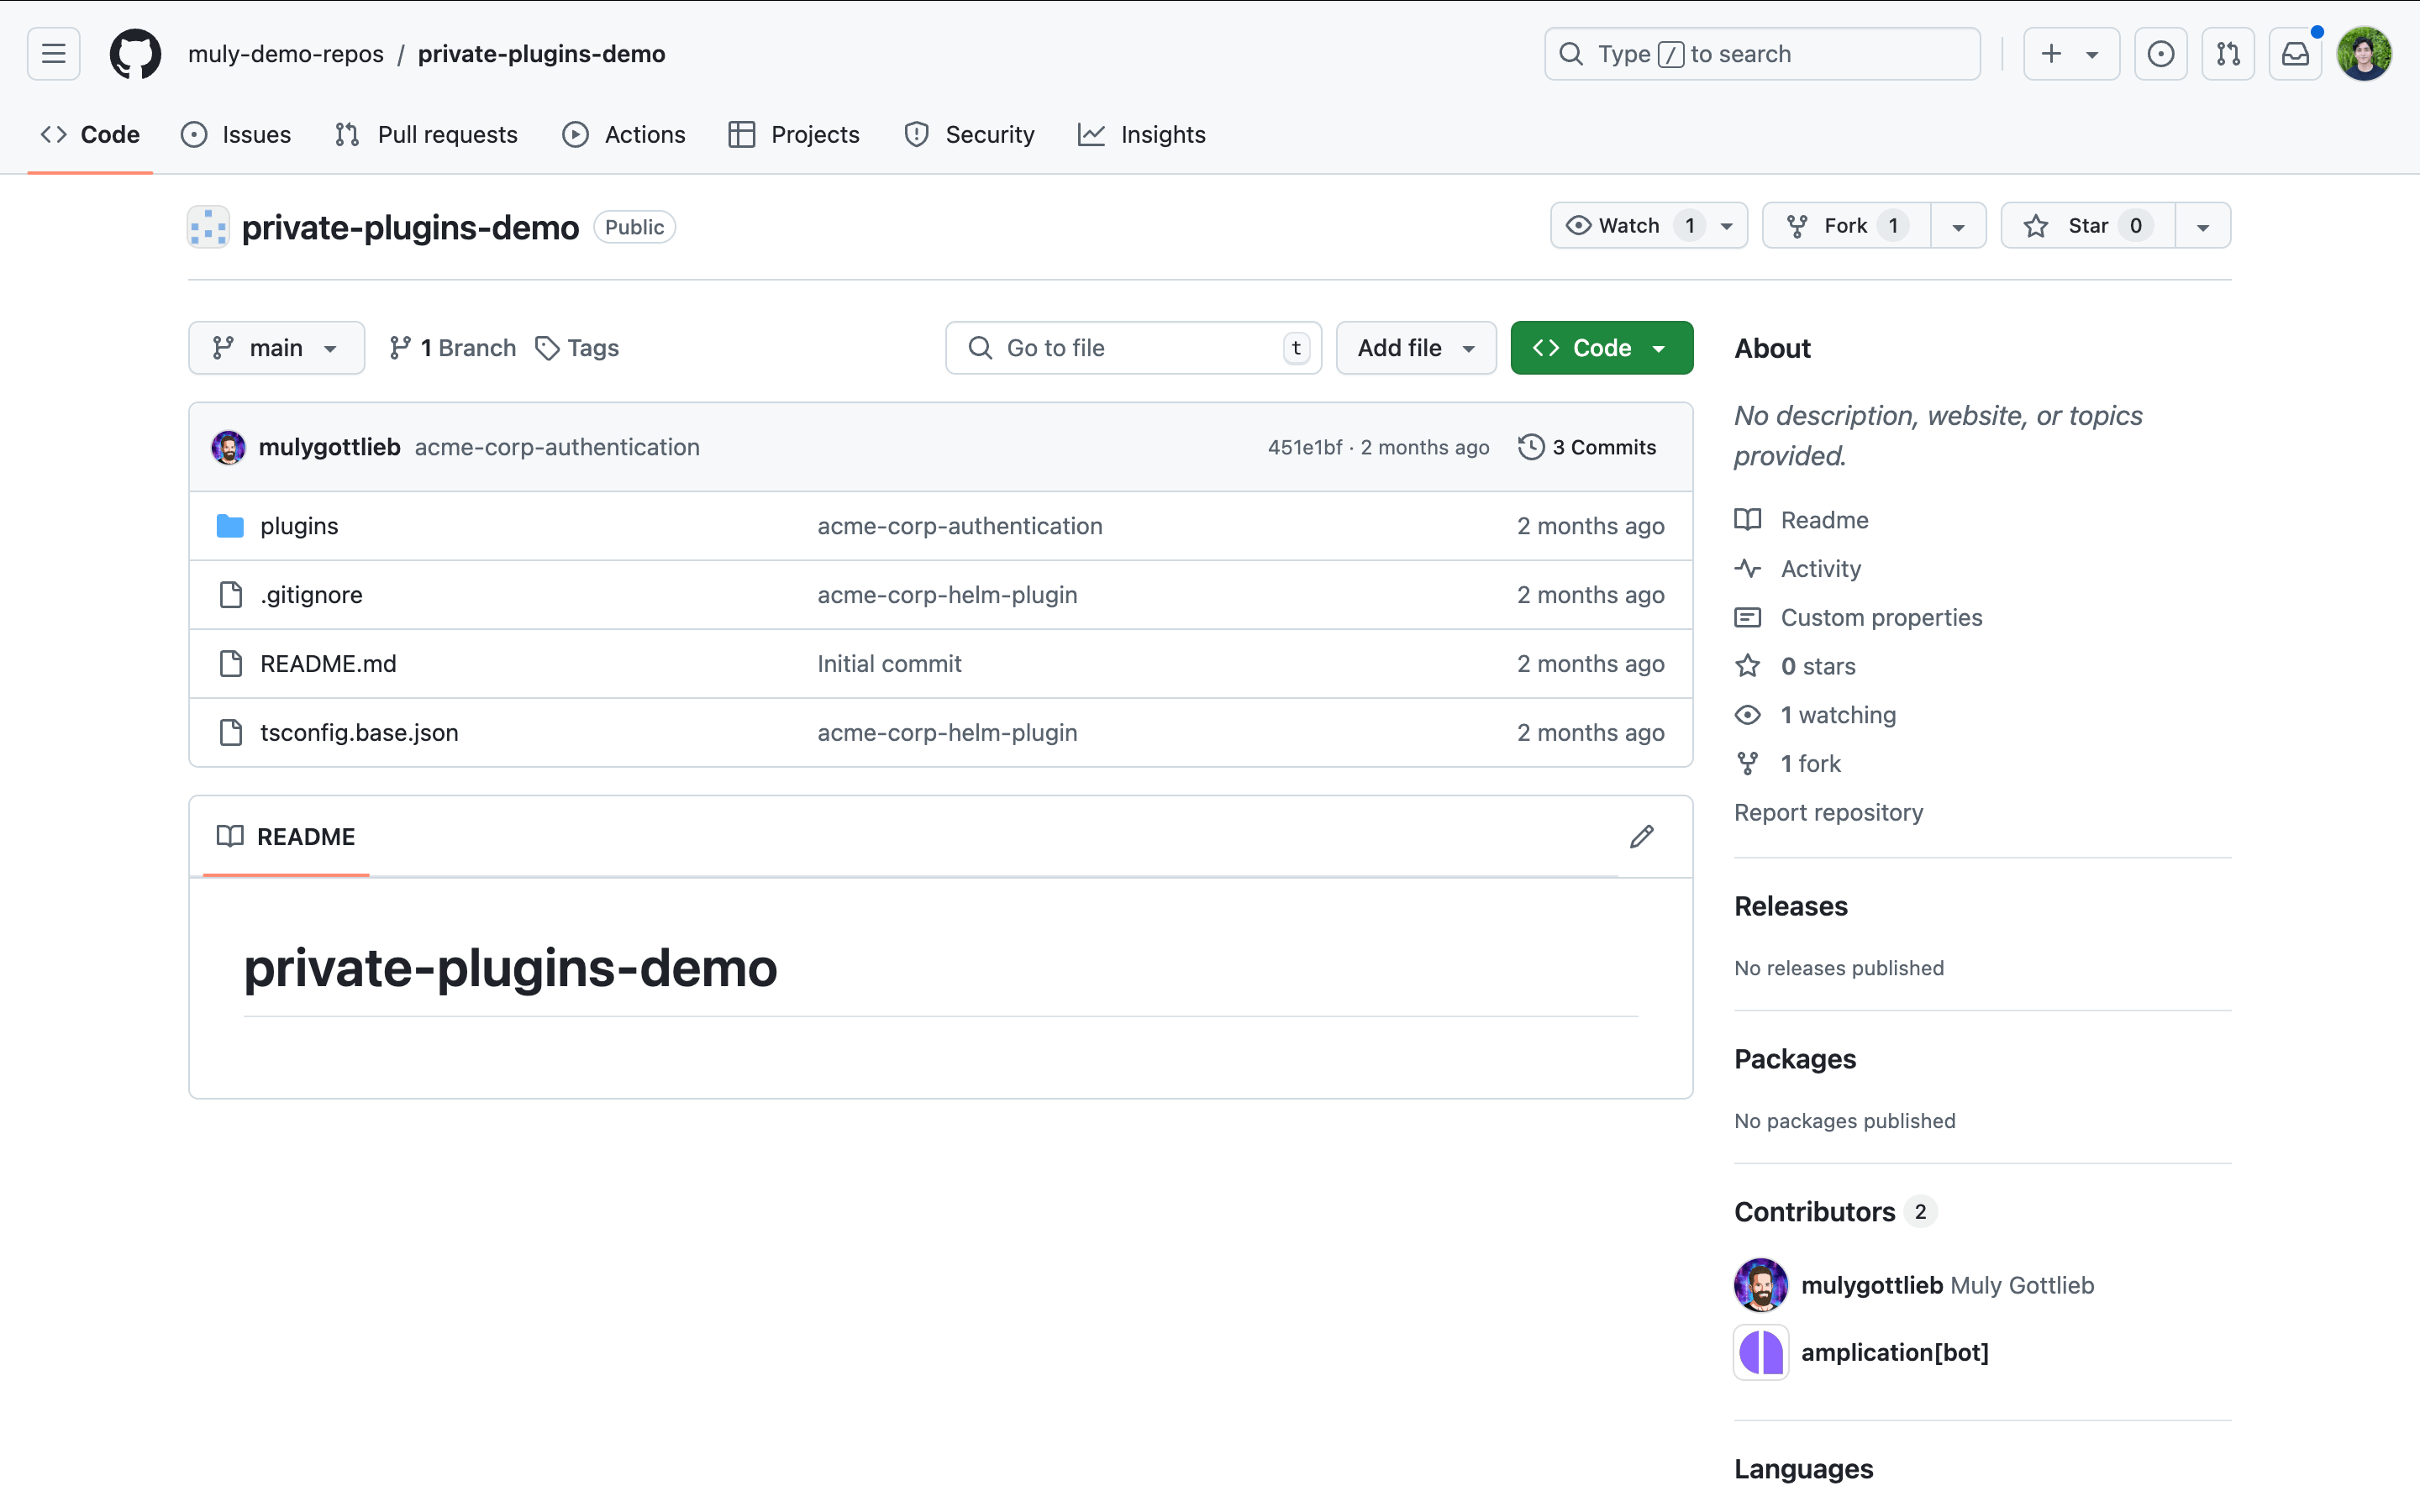 muly-demo-repos / private-plugins-demo
Type / to search
Code Issues Pull requests Actions Projects Security Insights
private-plugins-demo Public
Watch 1 Fork 1 Star 0
main 1 Branch Tags Go to file t Add file Code
mulygottlieb acme-corp-authentication 451e1bf · 2 months ago 3 Commits
plugins acme-corp-authentication 2 months ago
.gitignore acme-corp-helm-plugin 2 months ago
README.md Initial commit 2 months ago
tsconfig.base.json acme-corp-helm-plugin 2 months ago
README
private-plugins-demo
About
No description, website, or topics
provided.
Readme
Activity
Custom properties
0 stars
1 watching
1 fork
Report repository
Releases
No releases published
Packages
No packages published
Contributors 2
mulygottlieb Muly Gottlieb
amplication[bot]
Languages